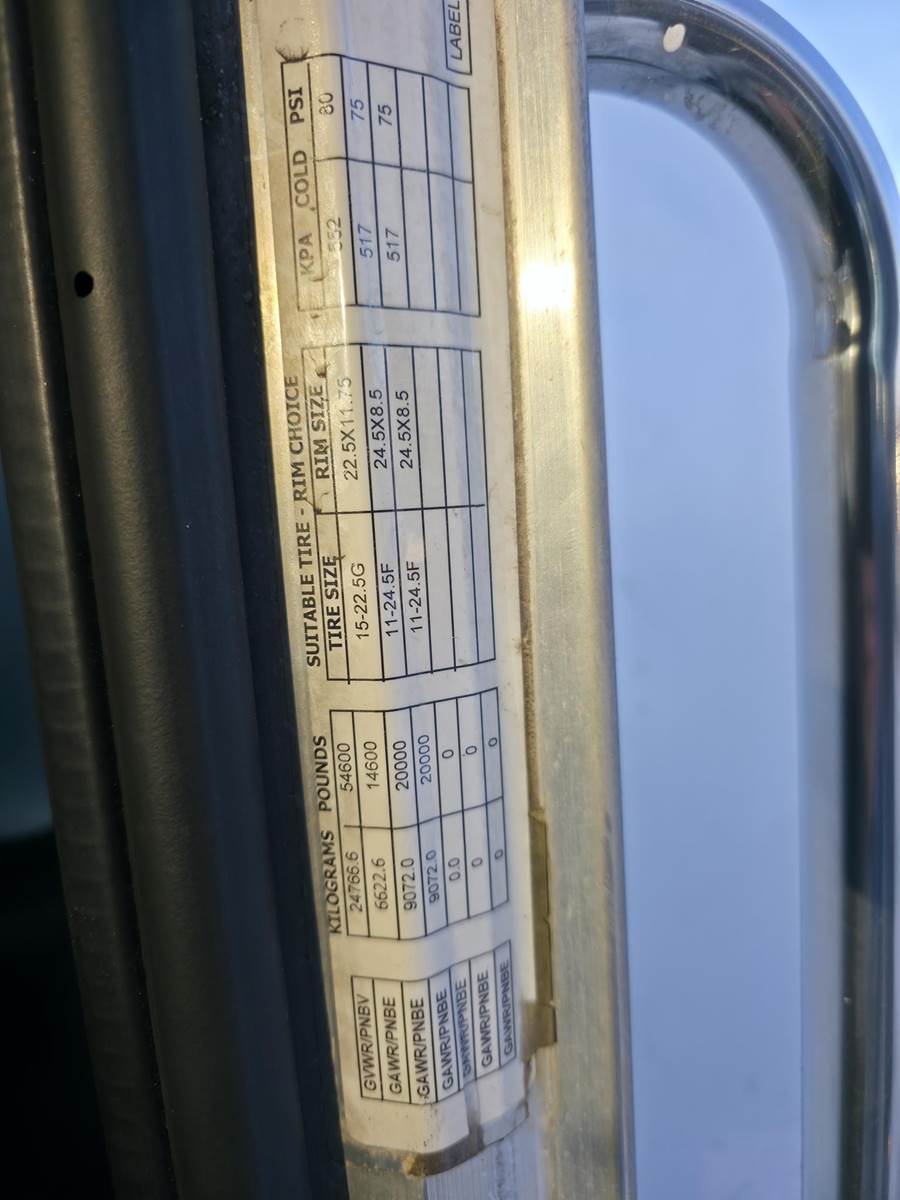 KILOGRAMS POUNDS SUITABLE TIRE - RIM CHOICE KPA COLD PSI
TIRE SIZE RIM SIZE
GVWR/PNBV 24766.6 54600
GAWR/PNBE 6622.6 14600 15-22.5G 22.5X11.75 552 80
GAWR/PNBE 9072.0 20000 11-24.5F 24.5X8.5 517 75
GAWR/PNBE 9072.0 20000 11-24.5F 24.5X8.5 517 75
GAWR/PNBE 0.0 0
GAWR/PNBE 0 0
GAWR/PNBE 0 0
LABEL